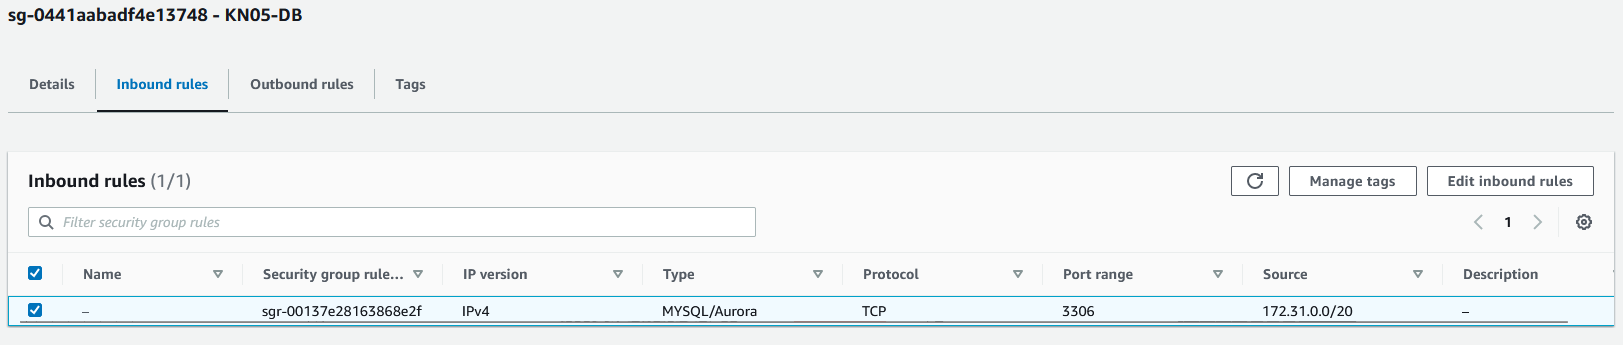 sg-0441aabadf4e13748 - KN05-DB
Details Inbound rules Outbound rules Tags
Inbound rules (1/1) Manage tags Edit inbound rules
Filter security group rules 1
Name Security group rule... IP version Type Protocol Port range Source Description
– sgr-00137e28163868e2f IPv4 MYSQL/Aurora TCP 3306 172.31.0.0/20 –